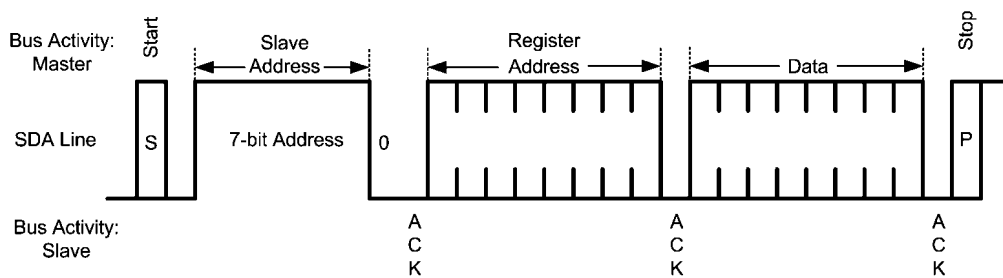 Bus Activity:
Master
Start
Slave
Address
Register
Address
Data
Stop
SDA Line
S
7-bit Address
0
P
Bus Activity:
Slave
A
C
K
A
C
K
A
C
K